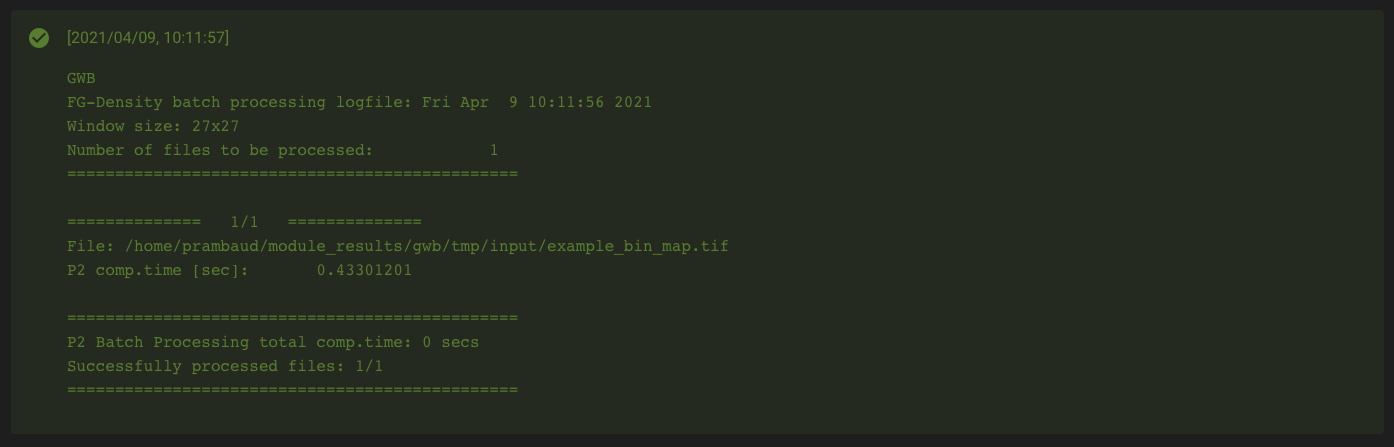 [2021/04/09, 10:11:57]
GWB
FG-Density batch processing logfile: Fri Apr  9 10:11:56 2021
Window size: 27x27
Number of files to be processed:            1
===============================================
==============   1/1   ==============
File: /home/prambaud/module_results/gwb/tmp/input/example_bin_map.tif
P2 comp.time [sec]:       0.43301201
===============================================
P2 Batch Processing total comp.time: 0 secs
Successfully processed files: 1/1
===============================================